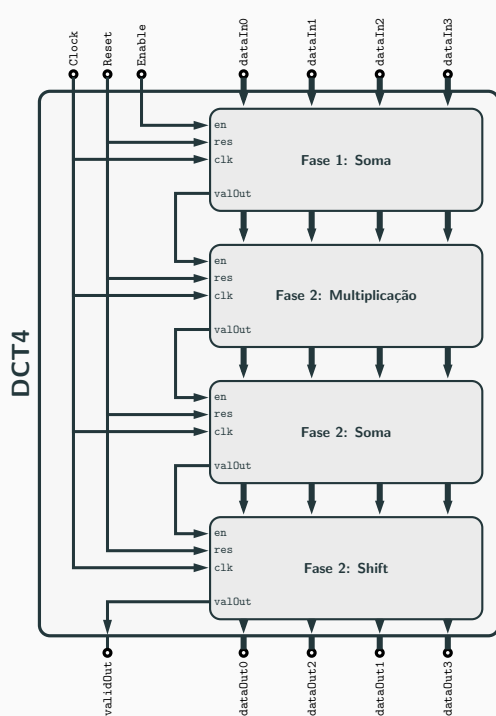 Clock
Reset
Enable
dataIn0
dataIn1
dataIn2
dataIn3
DCT4
en
res
clk
valOut
Fase 1: Soma
en
res
clk
valOut
Fase 2: Multiplicação
en
res
clk
valOut
Fase 2: Soma
en
res
clk
valOut
Fase 2: Shift
validOut
dataOut0
dataOut2
dataOut1
dataOut3